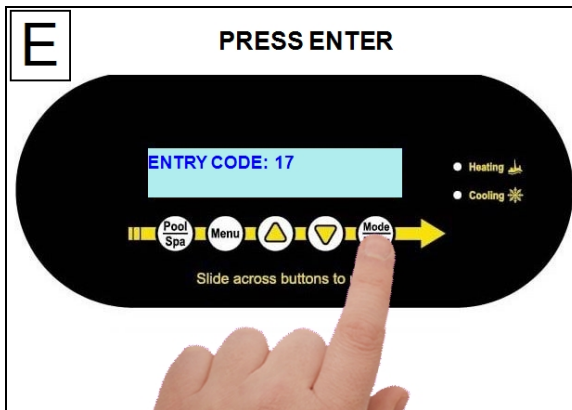 E
PRESS ENTER
ENTRY CODE: 17
Heating
Cooling
Pool
Spa
Menu
Mode
Slide across buttons to